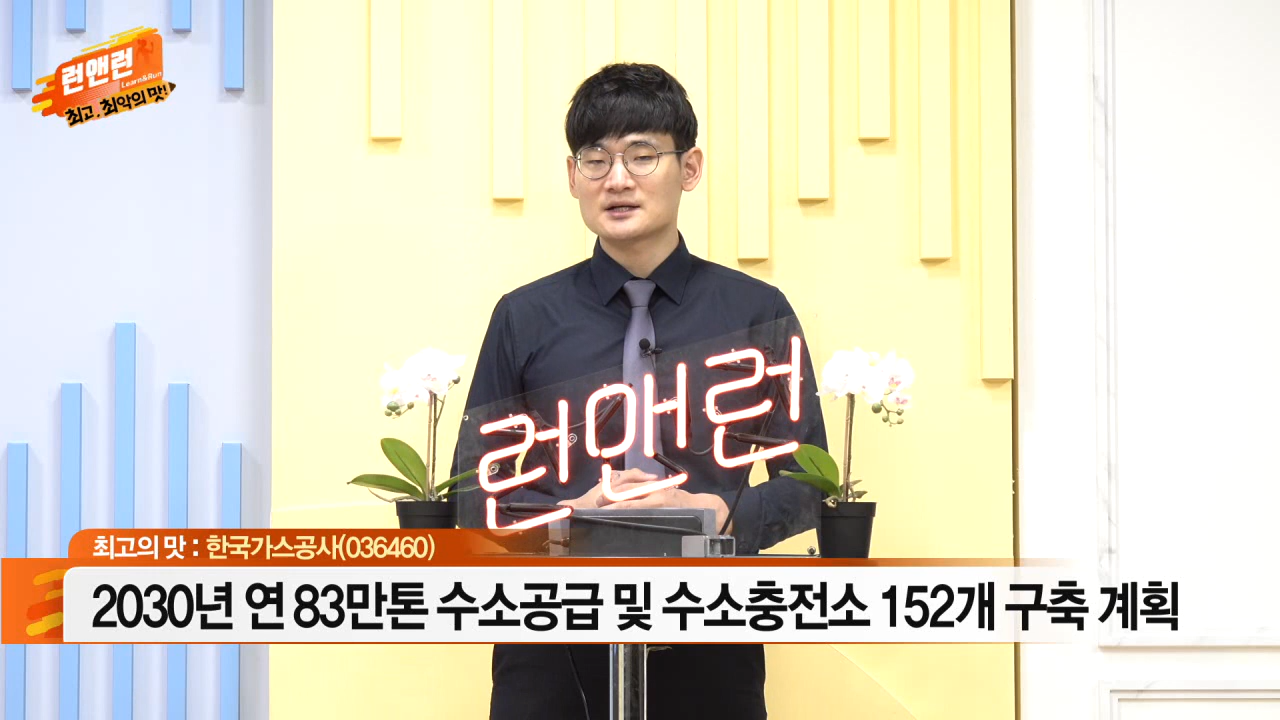 런앤런
Learn&Run
최고. 최악의 맛!
런앤런
최고의 맛 : 한국가스공사(036460)
2030년 연 83만톤 수소공급 및 수소충전소 152개 구축 계획